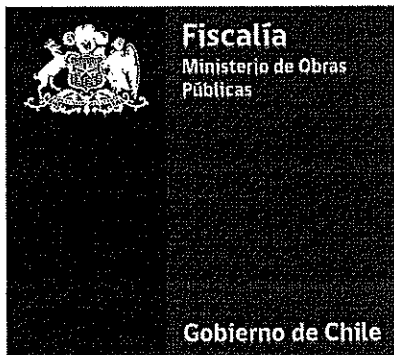 Fiscalía
Ministerio de Obras
Públicas
Gobierno de Chile